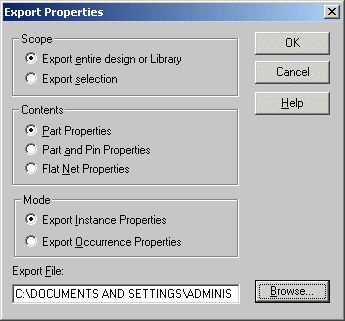 Export Properties
Scope
Export entire design or Library
Export selection
OK
Cancel
Help
Contents
Part Properties
Part and Pin Properties
Flat Net Properties
Mode
Export Instance Properties
Export Occurrence Properties
Export File:
C:\DOCUMENTS AND SETTINGS\ADMINIS
Browse...